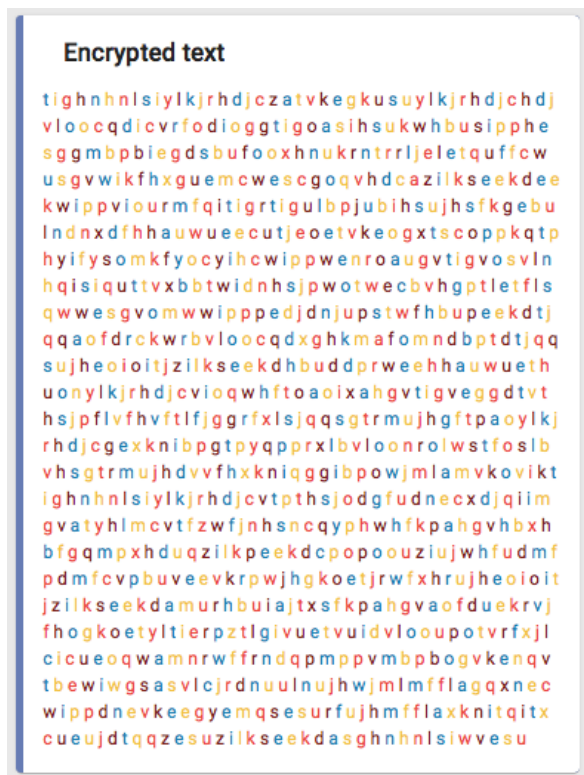 Encrypted text
tighnhnlsiylkjrhdjczatvkegkusuylkjrhdjchdj
vloocqdicvrfodioggtigoasihsukwhbusipphe
sggmbpbiegdsbufooxhnukrntrrljeletquffcw
usgvwikfhxguemcwescgoqvhdcazilkseekdee
kwippviourmfqitigrtigulbpjubihsujhsfkgebu
lndnxdfhhauwueecutjeoetvkeogxtscoppkqtp
hyifysomkfyocyihcwippwenroaugvtigvosvln
hqisiquttvxbbtwidnhsjpwotwecbvhgptletfls
qwwesgvomwwipppedjdnjupstwfhbupeekdtj
qqaofdrckwrbvloocqdxghkmafomndbptdtjqq
sujheoioitjzilkseekdhbuddprweehhauwueth
uonylkjrhdjcvioqwhftoaoixahgvtigveggdtvt
hsjpflvfhvftlfjggrfxlsjqqsgtrmujhgftpaoylkj
rhdjcgexknibpgtpyqpprxlbvloonrolwstfoslb
vhsgtrmujhdvvfhxkniqggibpowjmlamvkovikt
ighnhnlsiylkjrhdjcvtpthsjodgfudnecxdjqiim
gvatyhlmcvtfzwfjnhsncqyphwhfkpahgvhbxh
bfgqmpxhduqzilkpeekdcpopoouziujwhfudmf
pdmfcvpbuveevkrpwjhgkoetjrwfxhrujheoioit
jzilkseekdamurhbuiajtxsfkpahgvaofduekrvj
fhogkoetyltierpztlgivuetvuidvlooupotvrfxjl
cicueoqwamnrwffrndqpmppvmbpbogvkenqv
tbewiwgsasvlcjrdnuulnujhwjmlmfflagqxnec
wippdnevkeegyemqsesurfujhmfflaxknitqitx
cueujdtqqzesuzilkseekdasghnhnlsiwvesu